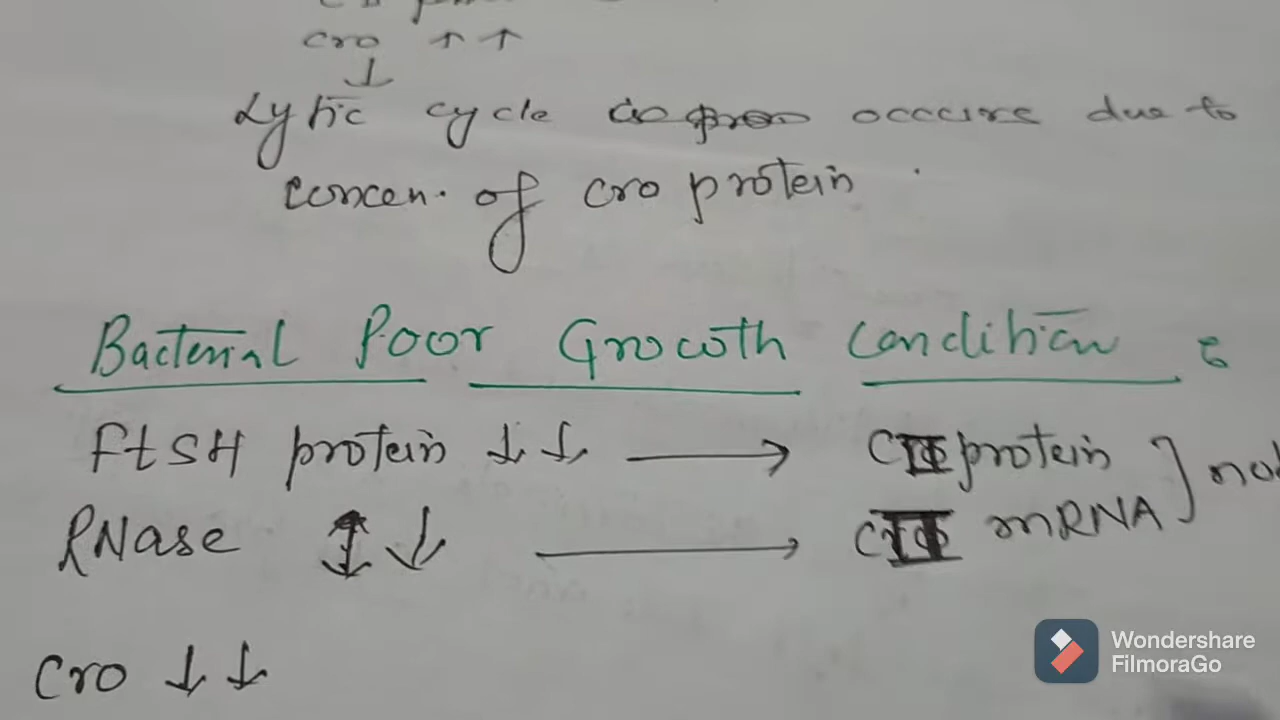 cro ↑ ↑
↓
Lytic cycle occurs due to
concen. of cro protein.
Bacterial Poor Growth Condition :
FtsH protein ↓ ↓ → CII protein
RNase ↓ ↓ → CII mRNA ] not
Cro ↓ ↓
Wondershare
FilmoraGo